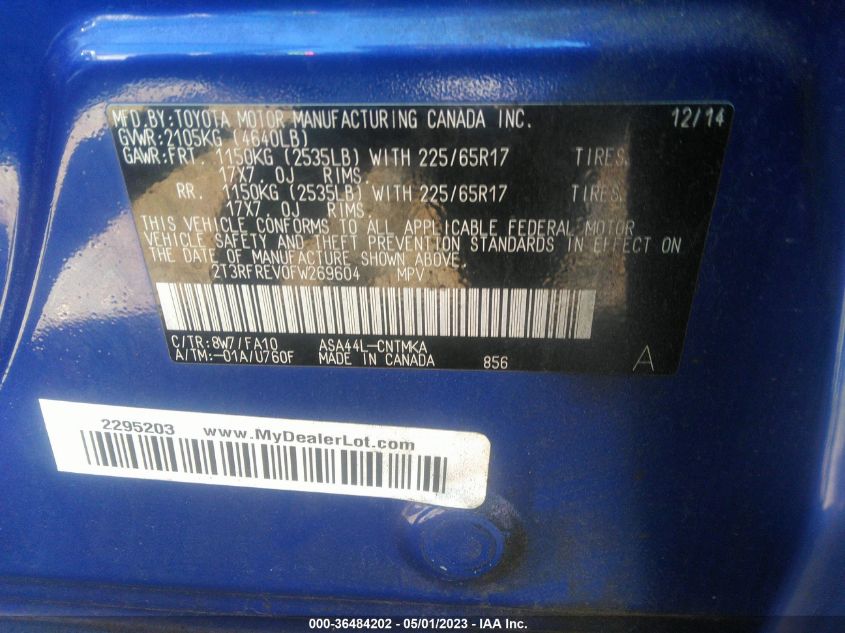 MFD.BY:TOYOTA MOTOR MANUFACTURING CANADA INC. 12/14
GVWR:2105KG (4640LB)
GAWR:FRT 1150KG (2535LB) WITH 225/65R17 TIRES
17X7.0J RIMS
RR. 1150KG (2535LB) WITH 225/65R17 TIRES
17X7.0J RIMS
THIS VEHICLE CONFORMS TO ALL APPLICABLE FEDERAL MOTOR
VEHICLE SAFETY AND THEFT PREVENTION STANDARDS IN EFFECT ON
THE DATE OF MANUFACTURE SHOWN ABOVE.
2T3RFREV0FW269604 MPV
C/TR:8W7/FA10 ASA44L-CNTMKA
A/TM:-01A/U760F MADE IN CANADA 856 A
2295203 www.MyDealerLot.com
000-36484202 - 05/01/2023 - IAA Inc.